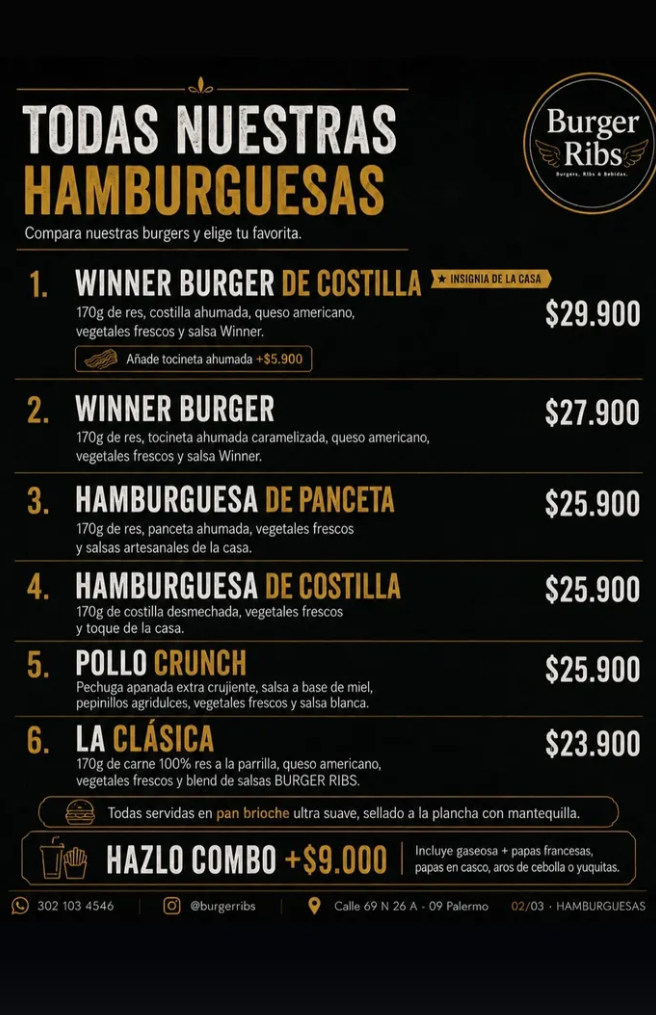 TODAS NUESTRAS
HAMBURGUESAS
Compara nuestras burgers y elige tu favorita.
Burger
Ribs
Burgers, Ribs & Bebidas.
1. WINNER BURGER DE COSTILLA ★ INSIGNIA DE LA CASA
170g de res, costilla ahumada, queso americano,
vegetales frescos y salsa Winner.
$29.900
Añade tocineta ahumada +$5.900
2. WINNER BURGER $27.900
170g de res, tocineta ahumada caramelizada, queso americano,
vegetales frescos y salsa Winner.
3. HAMBURGUESA DE PANCETA $25.900
170g de res, panceta ahumada, vegetales frescos
y salsas artesanales de la casa.
4. HAMBURGUESA DE COSTILLA $25.900
170g de costilla desmechada, vegetales frescos
y toque de la casa.
5. POLLO CRUNCH $25.900
Pechuga apanada extra crujiente, salsa a base de miel,
pepinillos agridulces, vegetales frescos y salsa blanca.
6. LA CLÁSICA $23.900
170g de carne 100% res a la parrilla, queso americano,
vegetales frescos y blend de salsas BURGER RIBS.
Todas servidas en pan brioche ultra suave, sellado a la plancha con mantequilla.
HAZLO COMBO +$9.000
Incluye gaseosa + papas francesas,
papas en casco, aros de cebolla o yuquitas.
302 103 4546 @burgerribs Calle 69 N 26 A - 09 Palermo 02/03 · HAMBURGUESAS